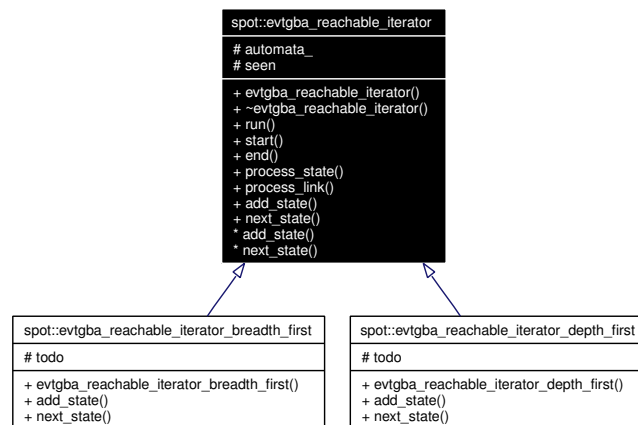 spot::evtgba_reachable_iterator
# automata_
# seen
+ evtgba_reachable_iterator()
+ ~evtgba_reachable_iterator()
+ run()
+ start()
+ end()
+ process_state()
+ process_link()
+ add_state()
+ next_state()
* add_state()
* next_state()
spot::evtgba_reachable_iterator_breadth_first
# todo
+ evtgba_reachable_iterator_breadth_first()
+ add_state()
+ next_state()
spot::evtgba_reachable_iterator_depth_first
# todo
+ evtgba_reachable_iterator_depth_first()
+ add_state()
+ next_state()